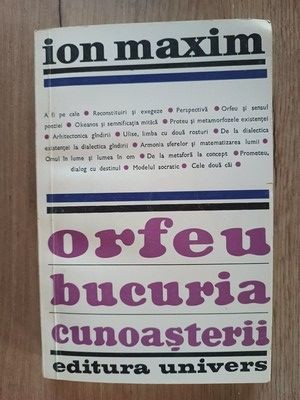 ion maxim
A fi pe cale ● Reconstituiri și exegeze ● Perspectivă ● Orfeu și sensul
poeziei ● Okeanos și semnificația mitică ● Proteu și metamorfozele existenței
● Arhitectonica gîndirii ● Ulise, limba cu două rosturi ● De la dialectica
existenței la dialectica gîndirii ● Armonia sferelor și matematizarea lumii ●
Omul în lume și lumea în om ● De la metaforă la concept ● Prometeu,
dialog cu destinul ● Modelul socratic ● Cele două căi ●
orfeu
bucuria
cunoașterii
editura univers